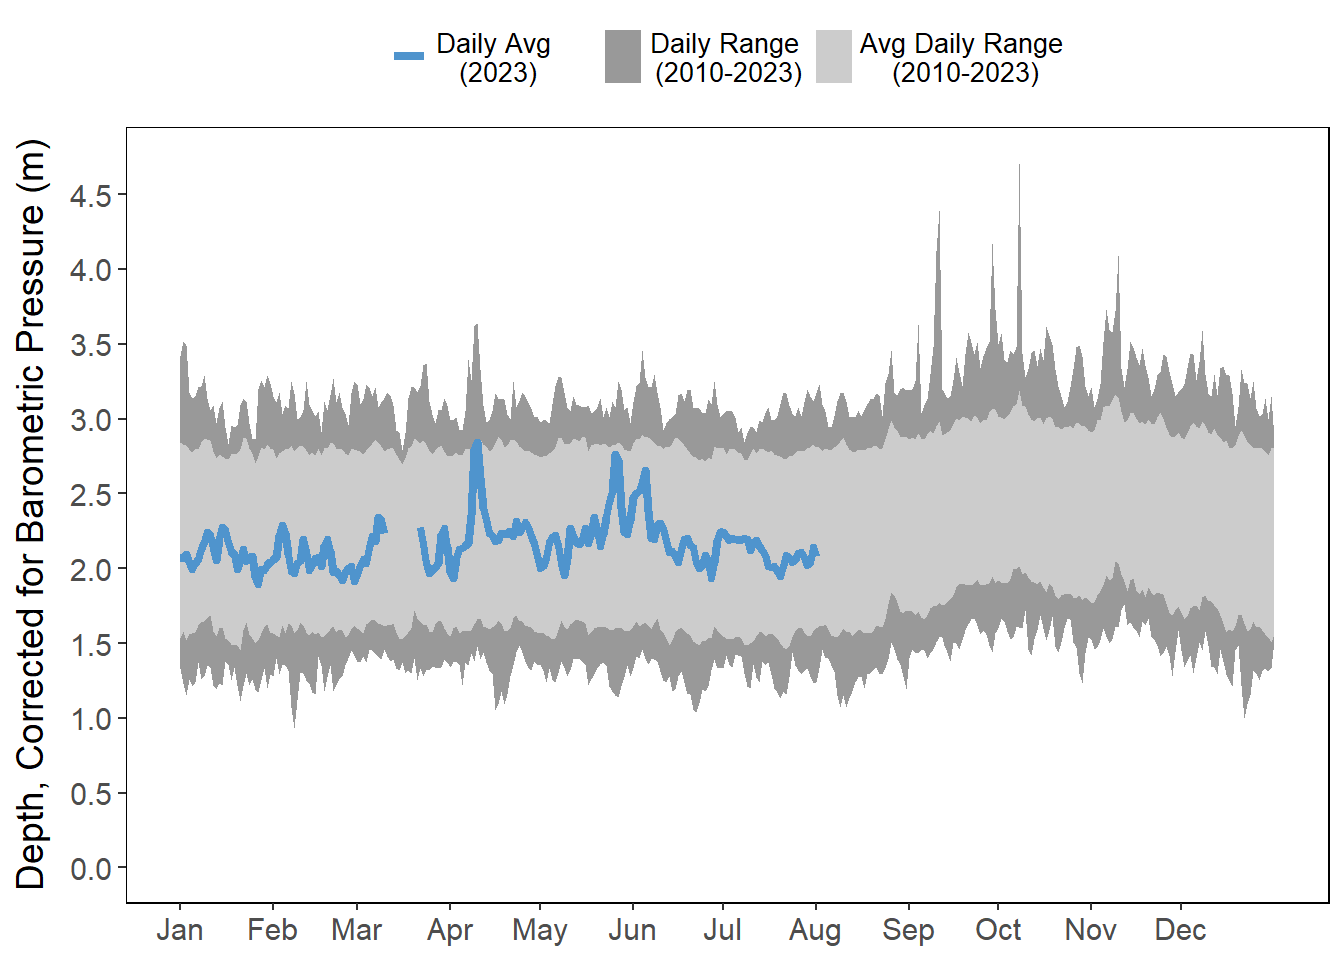 Daily Avg
(2023)
Daily Range
(2010-2023)
Avg Daily Range
(2010-2023)
Depth, Corrected for Barometric Pressure (m)
4.5
4.0
3.5
3.0
2.5
2.0
1.5
1.0
0.5
0.0
Jan Feb Mar Apr May Jun Jul Aug Sep Oct Nov Dec